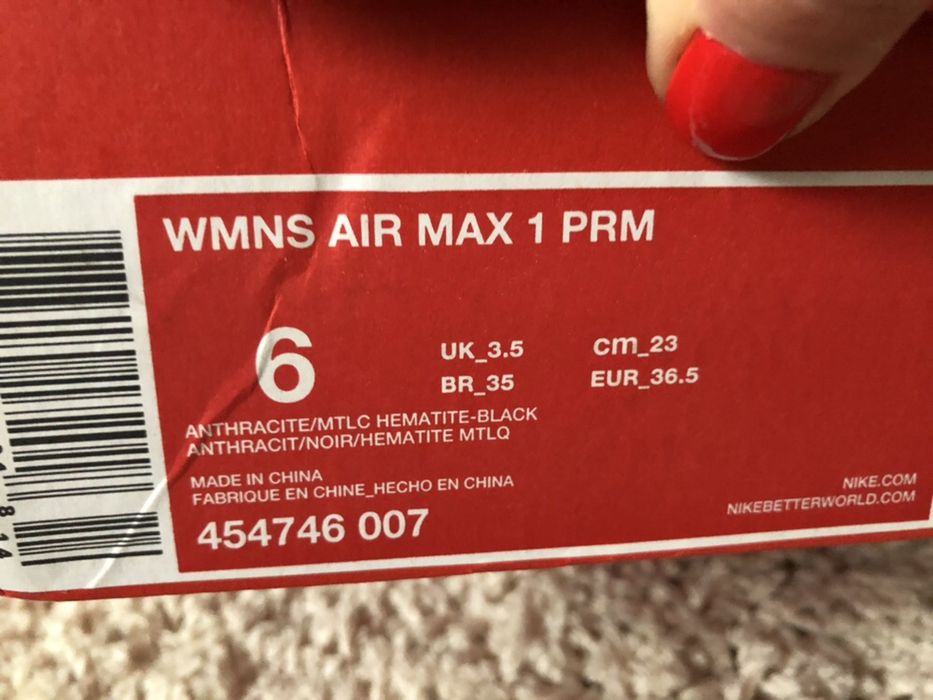 WMNS AIR MAX 1 PRM
6
UK_3.5 cm_23
BR_35 EUR_36.5
ANTHRACITE/MTLC HEMATITE-BLACK
ANTHRACIT/NOIR/HEMATITE MTLQ
MADE IN CHINA
FABRIQUE EN CHINE_HECHO EN CHINA
454746 007
NIKE.COM
NIKEBETTERWORLD.COM